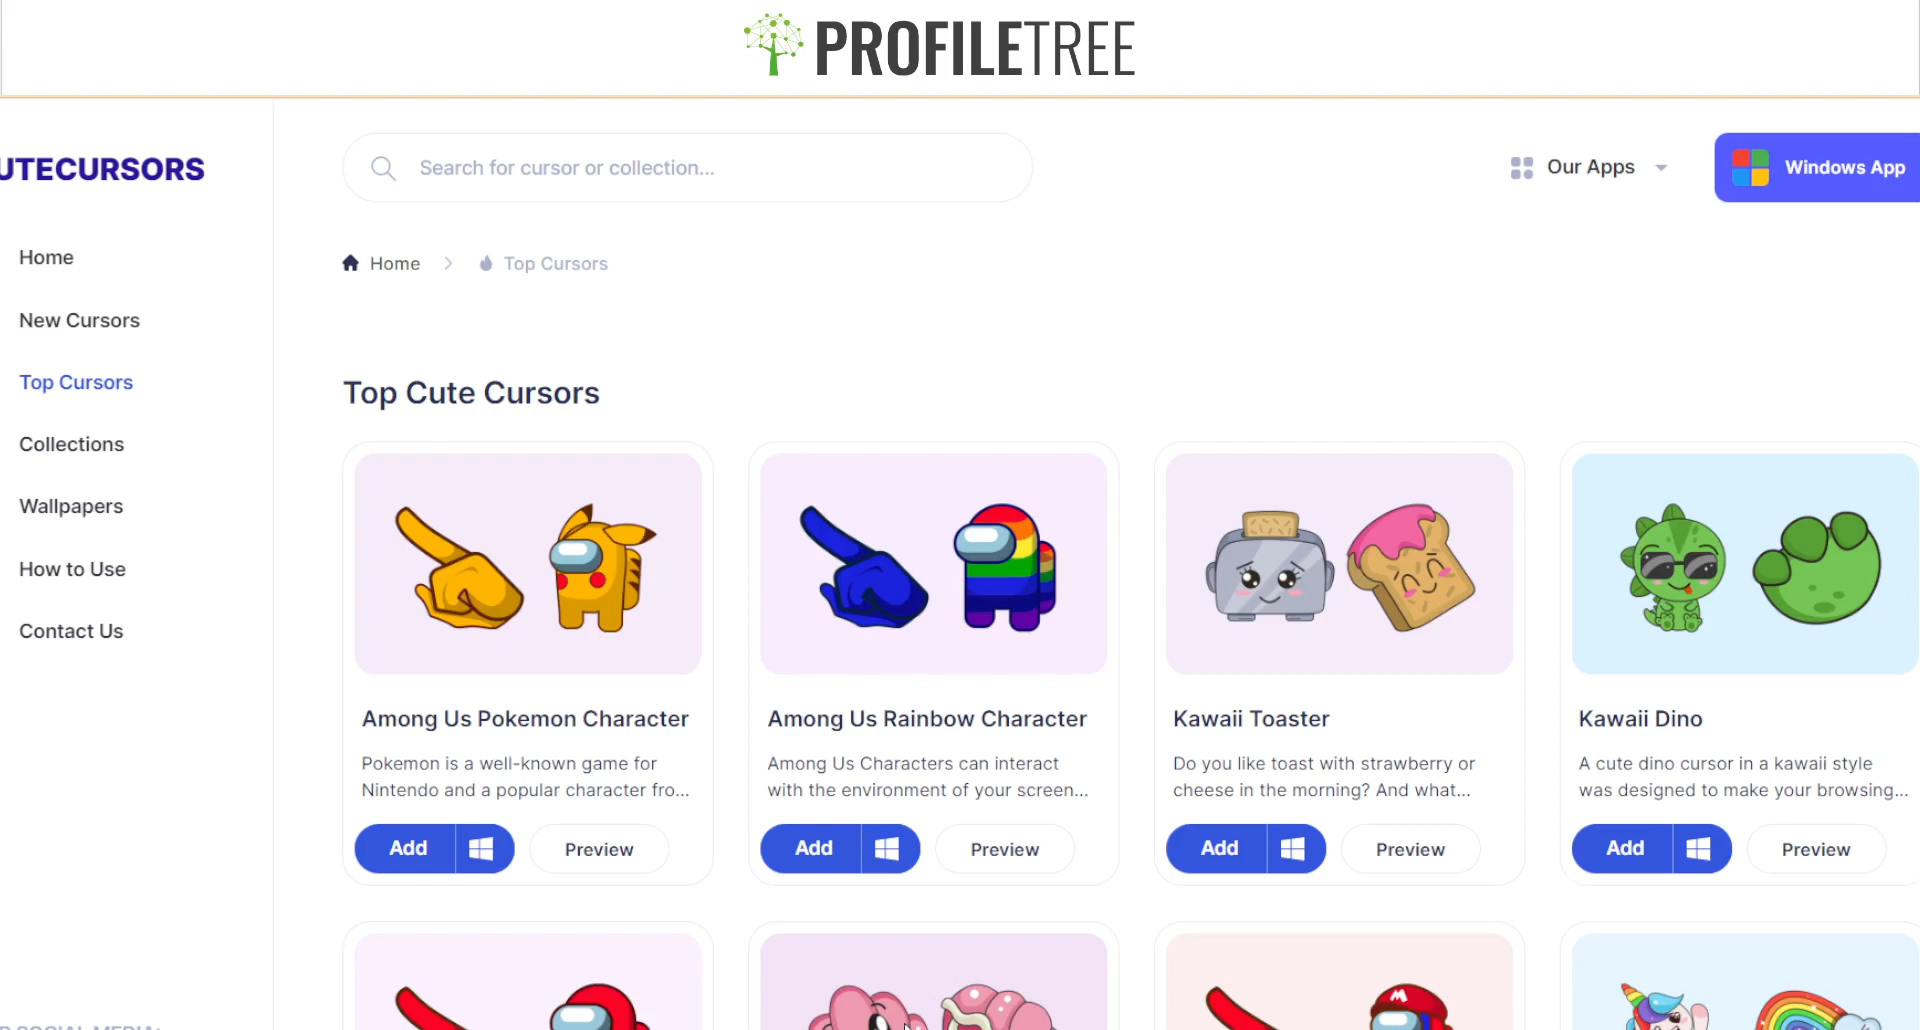 PROFILETREE
UTECURSORS
Search for cursor or collection...
Our Apps
Windows App
Home
New Cursors
Top Cursors
Collections
Wallpapers
How to Use
Contact Us
Home
Top Cursors
Top Cute Cursors
Among Us Pokemon Character
Pokemon is a well-known game for
Nintendo and a popular character fro...
Add
Preview
Among Us Rainbow Character
Among Us Characters can interact
with the environment of your screen...
Add
Preview
Kawaii Toaster
Do you like toast with strawberry or
cheese in the morning? And what...
Add
Preview
Kawaii Dino
A cute dino cursor in a kawaii style
was designed to make your browsing...
Add
Preview
M
SOCIAL MEDIA: